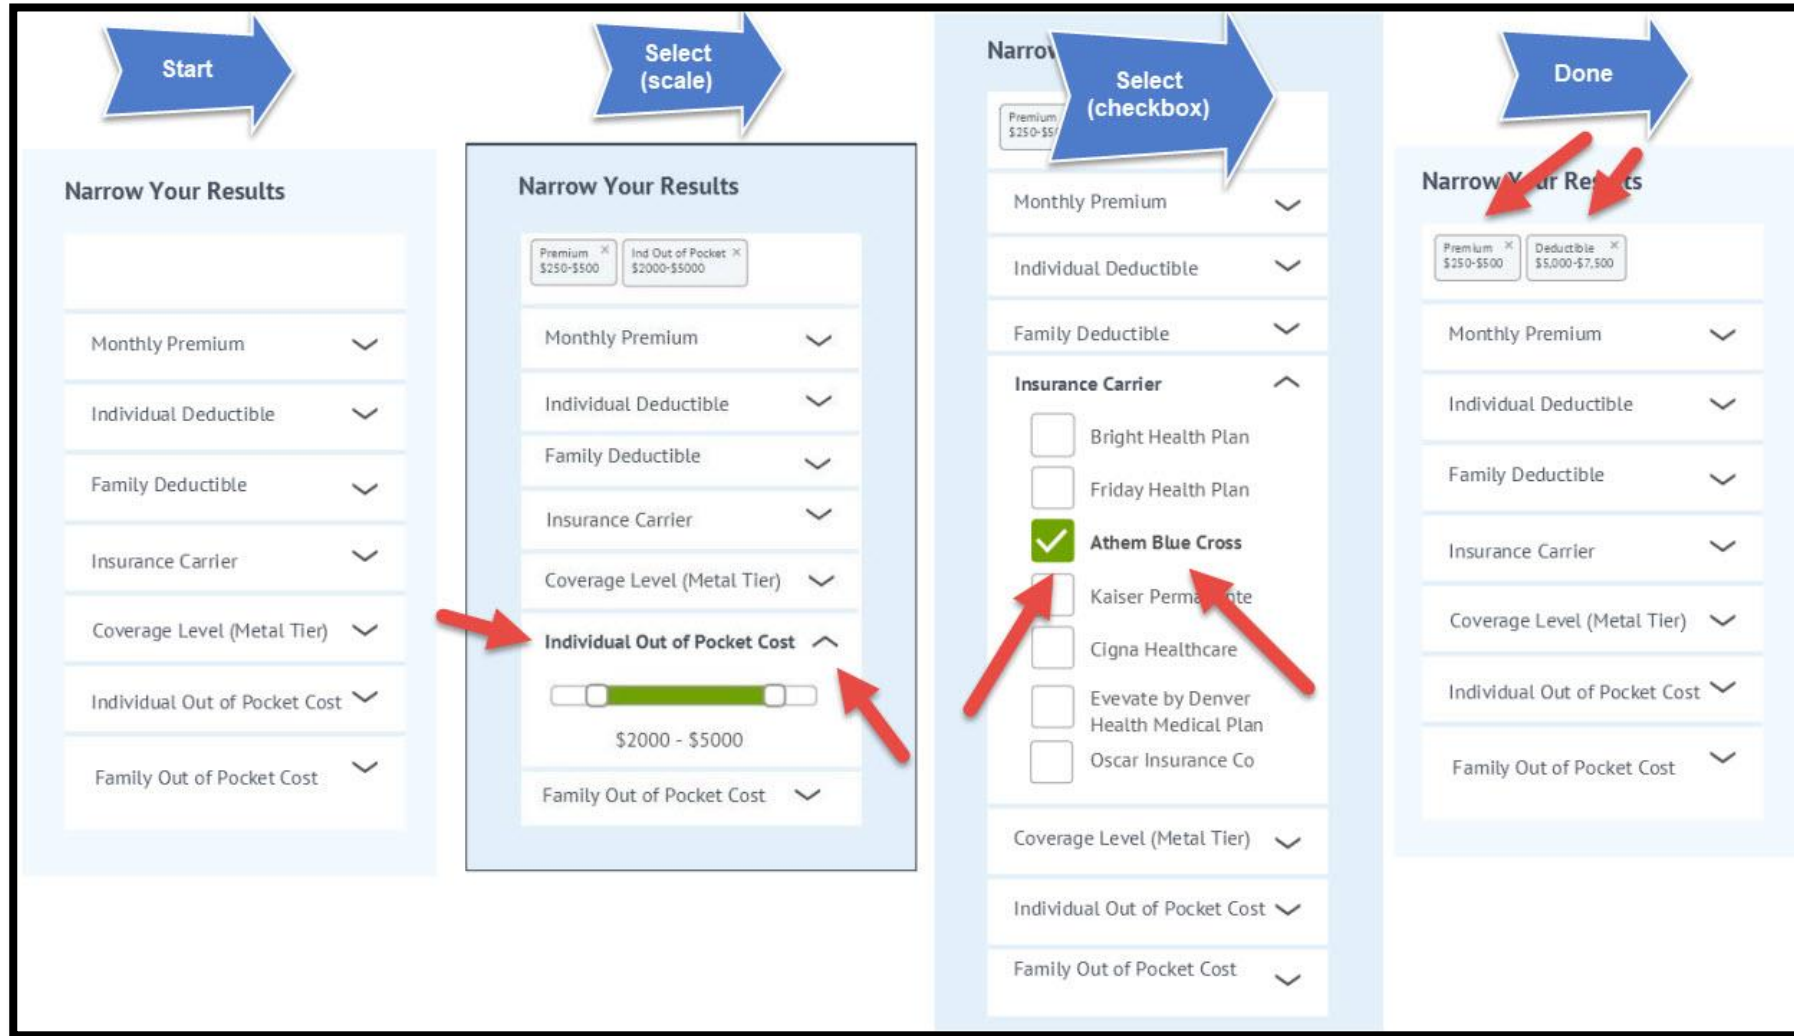 Start
Narrow Your Results
Monthly Premium
Individual Deductible
Family Deductible
Insurance Carrier
Coverage Level (Metal Tier)
Individual Out of Pocket Cost
Family Out of Pocket Cost
Select
(scale)
Narrow Your Results
Premium ×
$250-$500
Ind Out of Pocket ×
$2000-$5000
Monthly Premium
Individual Deductible
Family Deductible
Insurance Carrier
Coverage Level (Metal Tier)
Individual Out of Pocket Cost
$2000 - $5000
Family Out of Pocket Cost
Select
(checkbox)
Premium
Monthly Premium
Individual Deductible
Family Deductible
Insurance Carrier
Bright Health Plan
Friday Health Plan
Athem Blue Cross
Kaiser
Cigna Healthcare
Evevate by Denver
Health Medical Plan
Oscar Insurance Co
Coverage Level (Metal Tier)
Individual Out of Pocket Cost
Family Out of Pocket Cost
Done
Narrow Your Results
Premium ×
$250-$500
Deductible ×
$5,000-$7,500
Monthly Premium
Individual Deductible
Family Deductible
Insurance Carrier
Coverage Level (Metal Tier)
Individual Out of Pocket Cost
Family Out of Pocket Cost